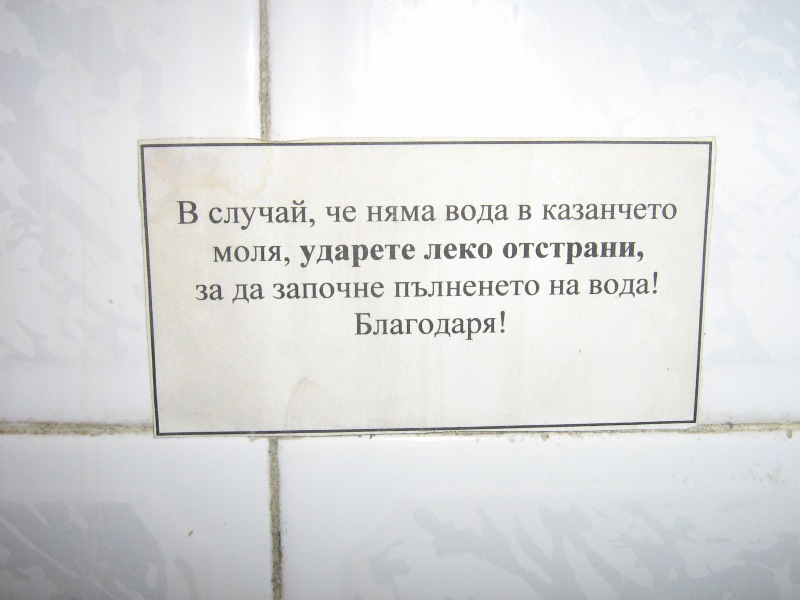 В случай, че няма вода в казанчето
моля, ударете леко отстрани,
за да започне пълненето на вода!
Благодаря!